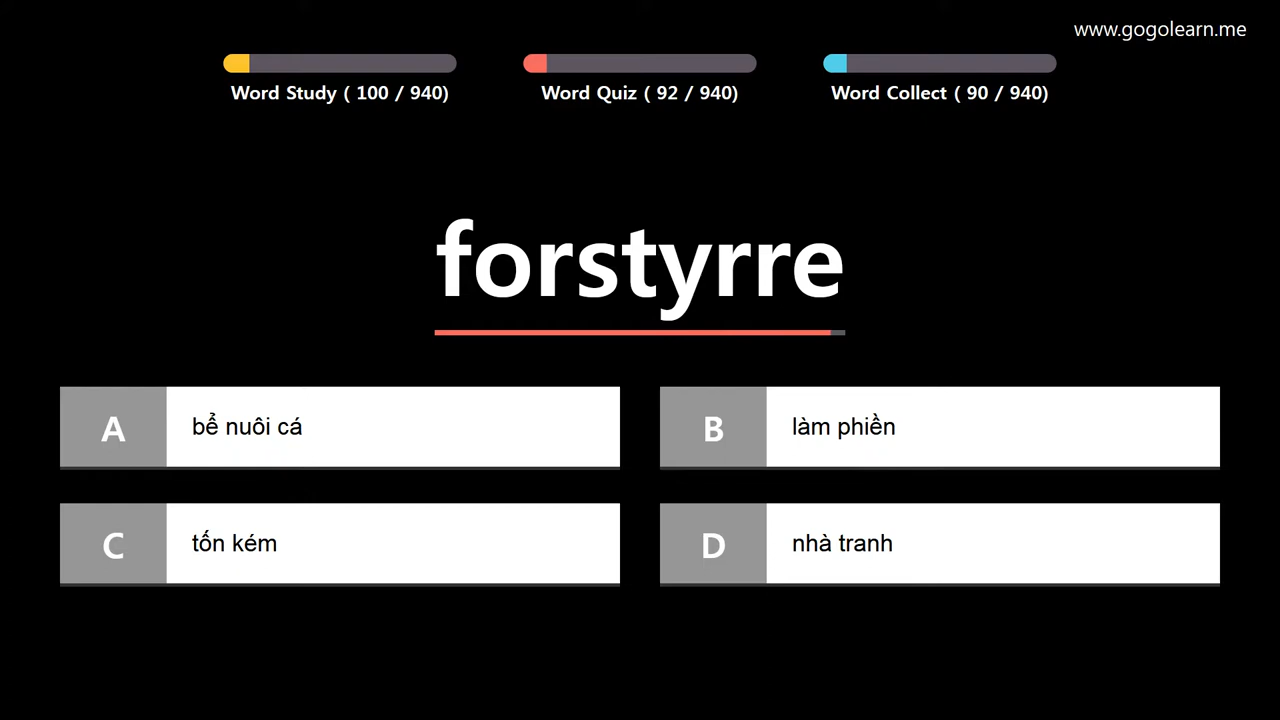 www.gogolearn.me
Word Study ( 100 / 940)
Word Quiz ( 92 / 940)
Word Collect ( 90 / 940)
forstyrre
A
bể nuôi cá
B
làm phiền
C
tốn kém
D
nhà tranh